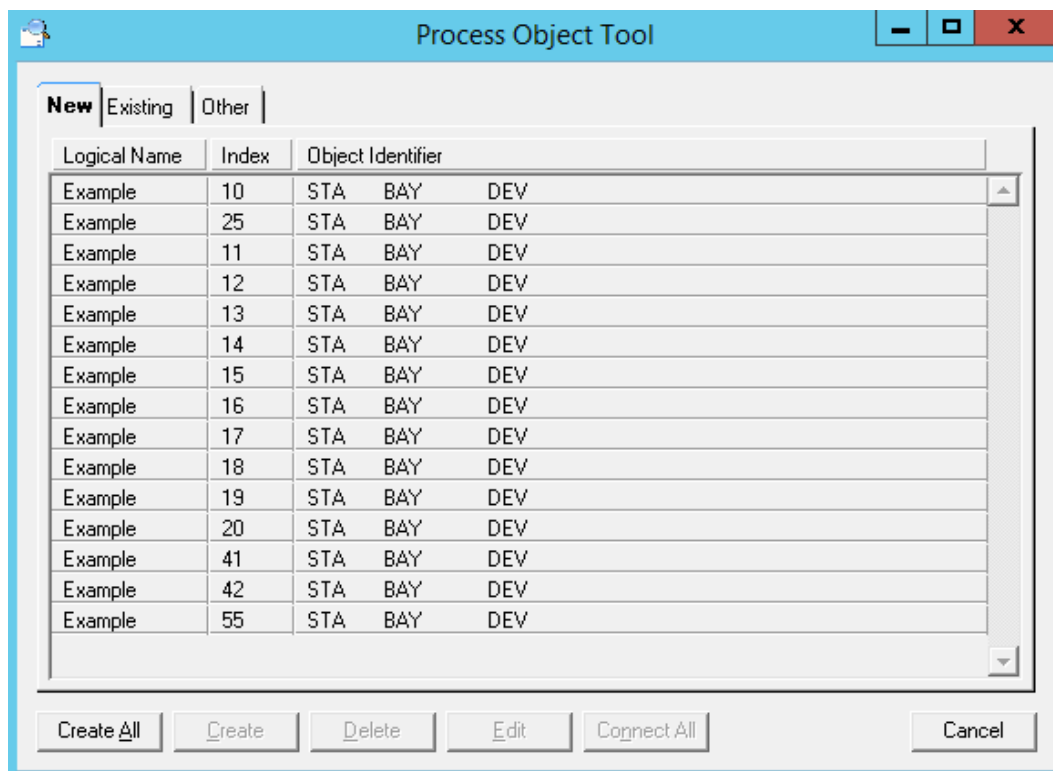 Process Object Tool
New Existing Other
Logical Name Index Object Identifier
Example 10 STA BAY DEV
Example 25 STA BAY DEV
Example 11 STA BAY DEV
Example 12 STA BAY DEV
Example 13 STA BAY DEV
Example 14 STA BAY DEV
Example 15 STA BAY DEV
Example 16 STA BAY DEV
Example 17 STA BAY DEV
Example 18 STA BAY DEV
Example 19 STA BAY DEV
Example 20 STA BAY DEV
Example 41 STA BAY DEV
Example 42 STA BAY DEV
Example 55 STA BAY DEV
Create All Create Delete Edit Connect All Cancel